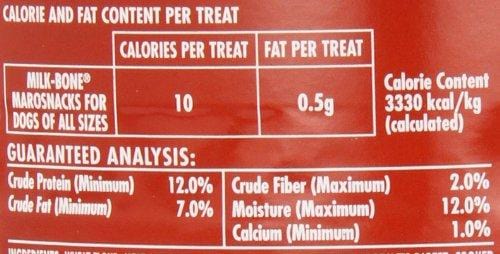 CALORIE AND FAT CONTENT PER TREAT
CALORIES PER TREAT FAT PER TREAT
MILK-BONE®
MAROSNACKS FOR
DOGS OF ALL SIZES
10
0.5g
Calorie Content
3330 kcal/kg
(calculated)
GUARANTEED ANALYSIS:
Crude Protein (Minimum) 12.0%
Crude Fat (Minimum) 7.0%
Crude Fiber (Maximum) 2.0%
Moisture (Maximum) 12.0%
Calcium (Minimum) 1.0%